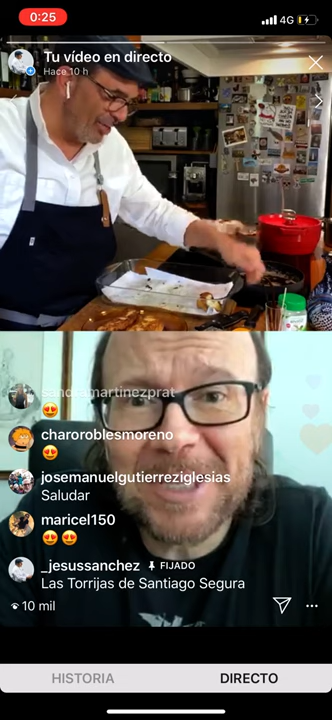 0:25
4G
Tu vídeo en directo
Hace 10 h
sandramartinezprat
😍
charoroblesmoreno
😍
josemanuelgutierreziglesias
Saludar
maricel150
😍😍
_jesussanchez FIJADO
Las Torrijas de Santiago Segura
10 mil
HISTORIA
DIRECTO